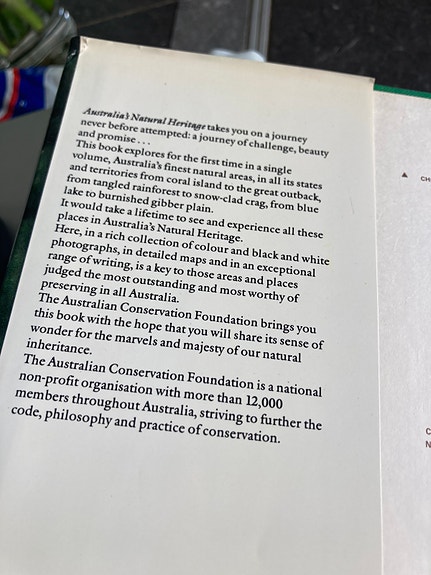 Australia's Natural Heritage takes you on a journey
never before attempted: a journey of challenge, beauty
and promise . . .
This book explores for the first time in a single
volume, Australia's finest natural areas, in all its states
and territories from coral island to the great outback,
from tangled rainforest to snow-clad crag, from blue
lake to burnished gibber plain.
It would take a lifetime to see and experience all these
places in Australia's Natural Heritage.
Here, in a rich collection of colour and black and white
photographs, in detailed maps and in an exceptional
range of writing, is a key to those areas and places
judged the most outstanding and most worthy of
preserving in all Australia.
The Australian Conservation Foundation brings you
this book with the hope that you will share its sense of
wonder for the marvels and majesty of our natural
inheritance.
The Australian Conservation Foundation is a national
non-profit organisation with more than 12,000
members throughout Australia, striving to further the
code, philosophy and practice of conservation.